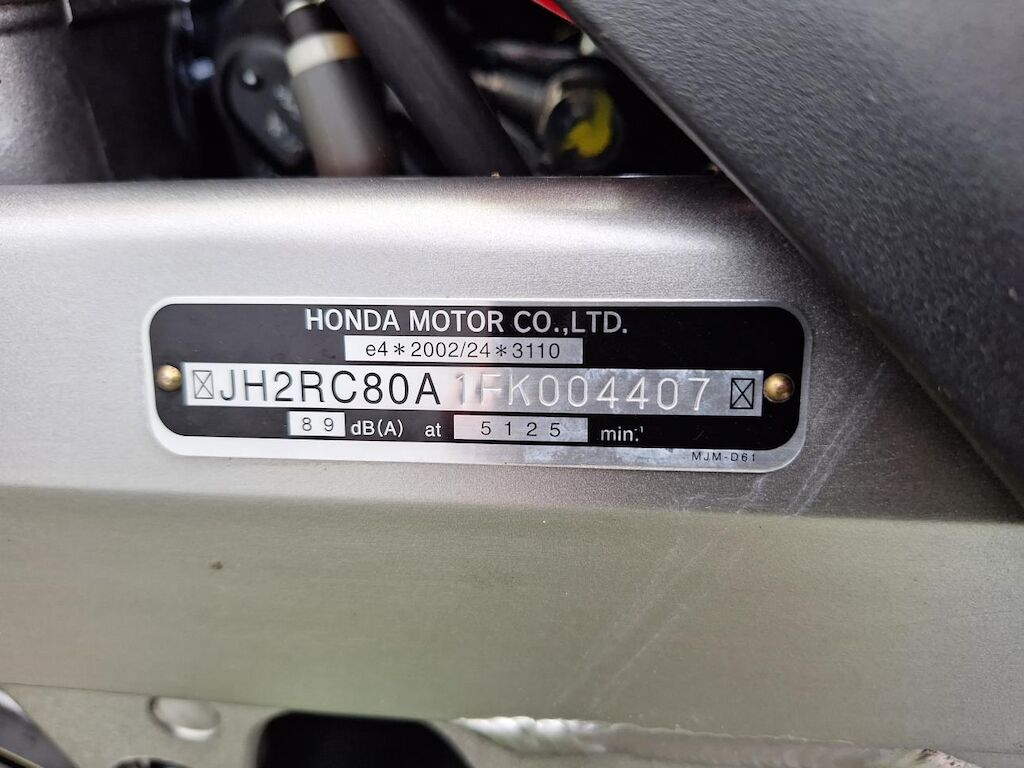 HONDA MOTOR CO.,LTD.
e4*2002/24*3110
☒JH2RC80A1FK004407☒
89 dB(A) at 5125 min.⁻¹
MJM-D61